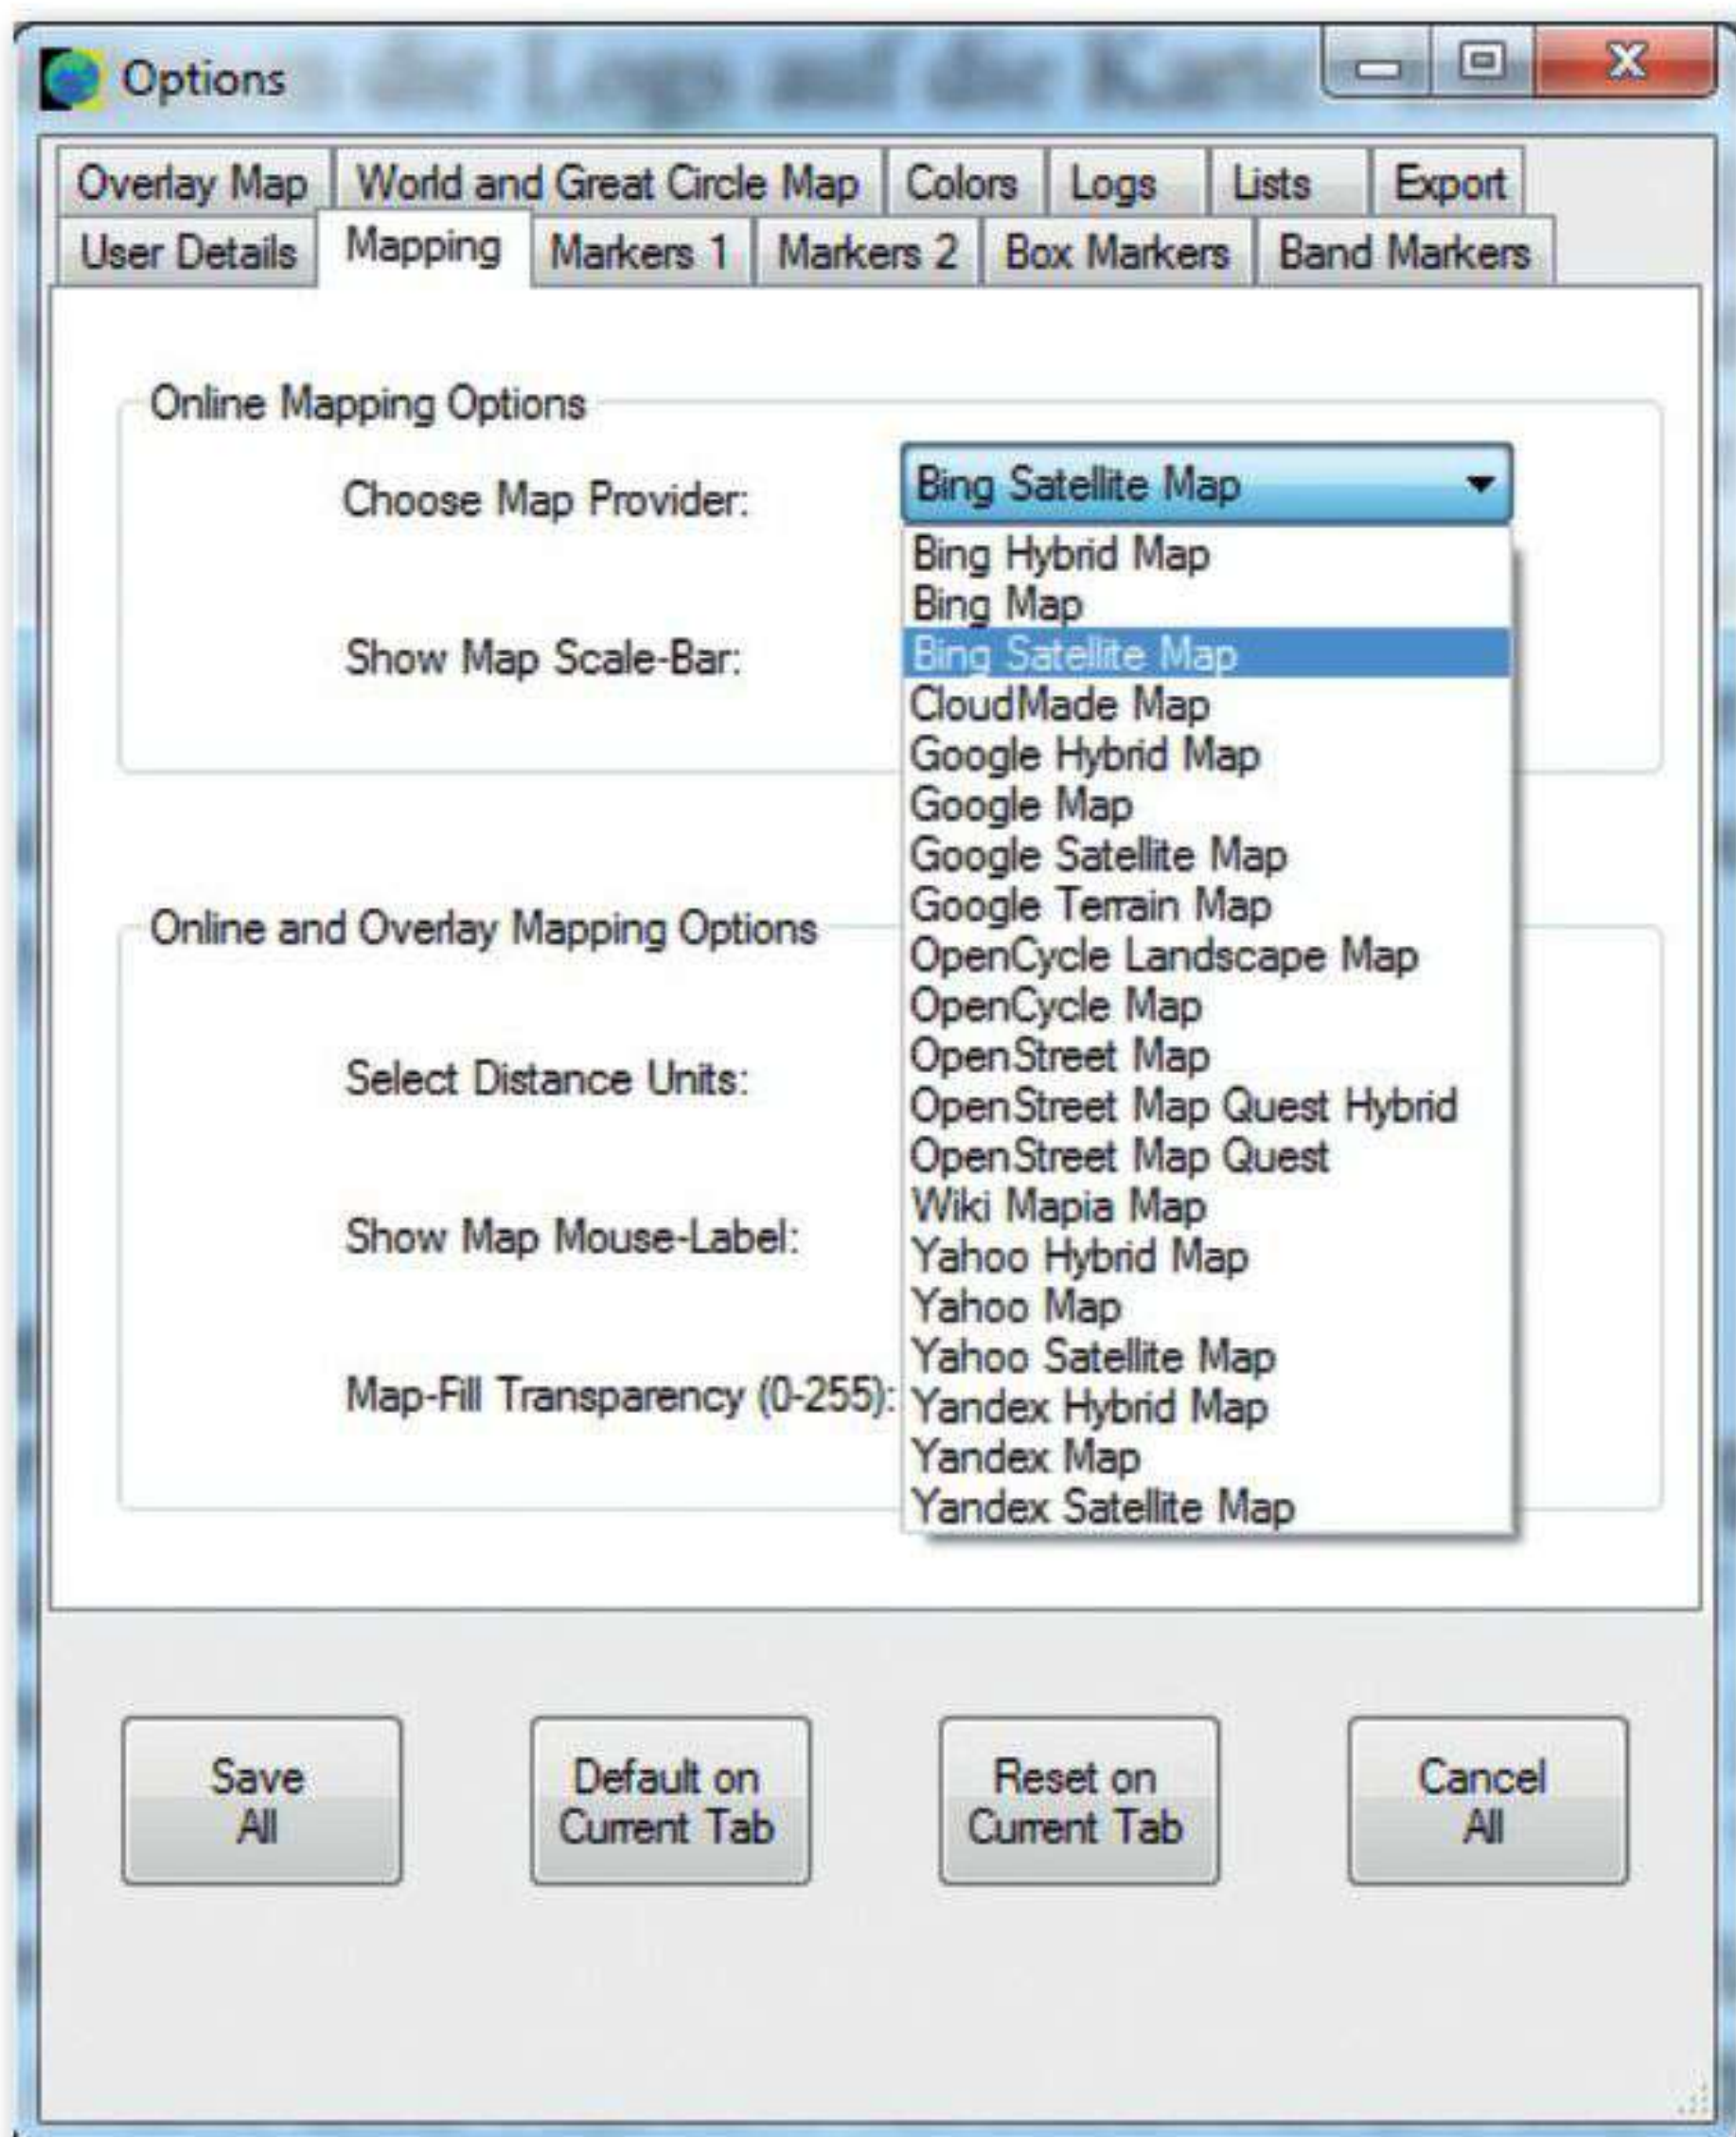 Options
der Logs auf der Karte
Overlay Map
World and Great Circle Map
Colors
Logs
Lists
Export
User Details
Mapping
Markers 1
Markers 2
Box Markers
Band Markers
Online Mapping Options
Choose Map Provider:
Bing Satellite Map
Bing Hybrid Map
Bing Map
Bing Satellite Map
CloudMade Map
Google Hybrid Map
Google Map
Google Satellite Map
Google Terrain Map
OpenCycle Landscape Map
OpenCycle Map
OpenStreet Map
OpenStreet Map Quest Hybrid
OpenStreet Map Quest
Wiki Mapia Map
Yahoo Hybrid Map
Yahoo Map
Yahoo Satellite Map
Yandex Hybrid Map
Yandex Map
Yandex Satellite Map
Show Map Scale-Bar:
Online and Overlay Mapping Options
Select Distance Units:
Show Map Mouse-Label:
Map-Fill Transparency (0-255):
Save
All
Default on
Current Tab
Reset on
Current Tab
Cancel
All